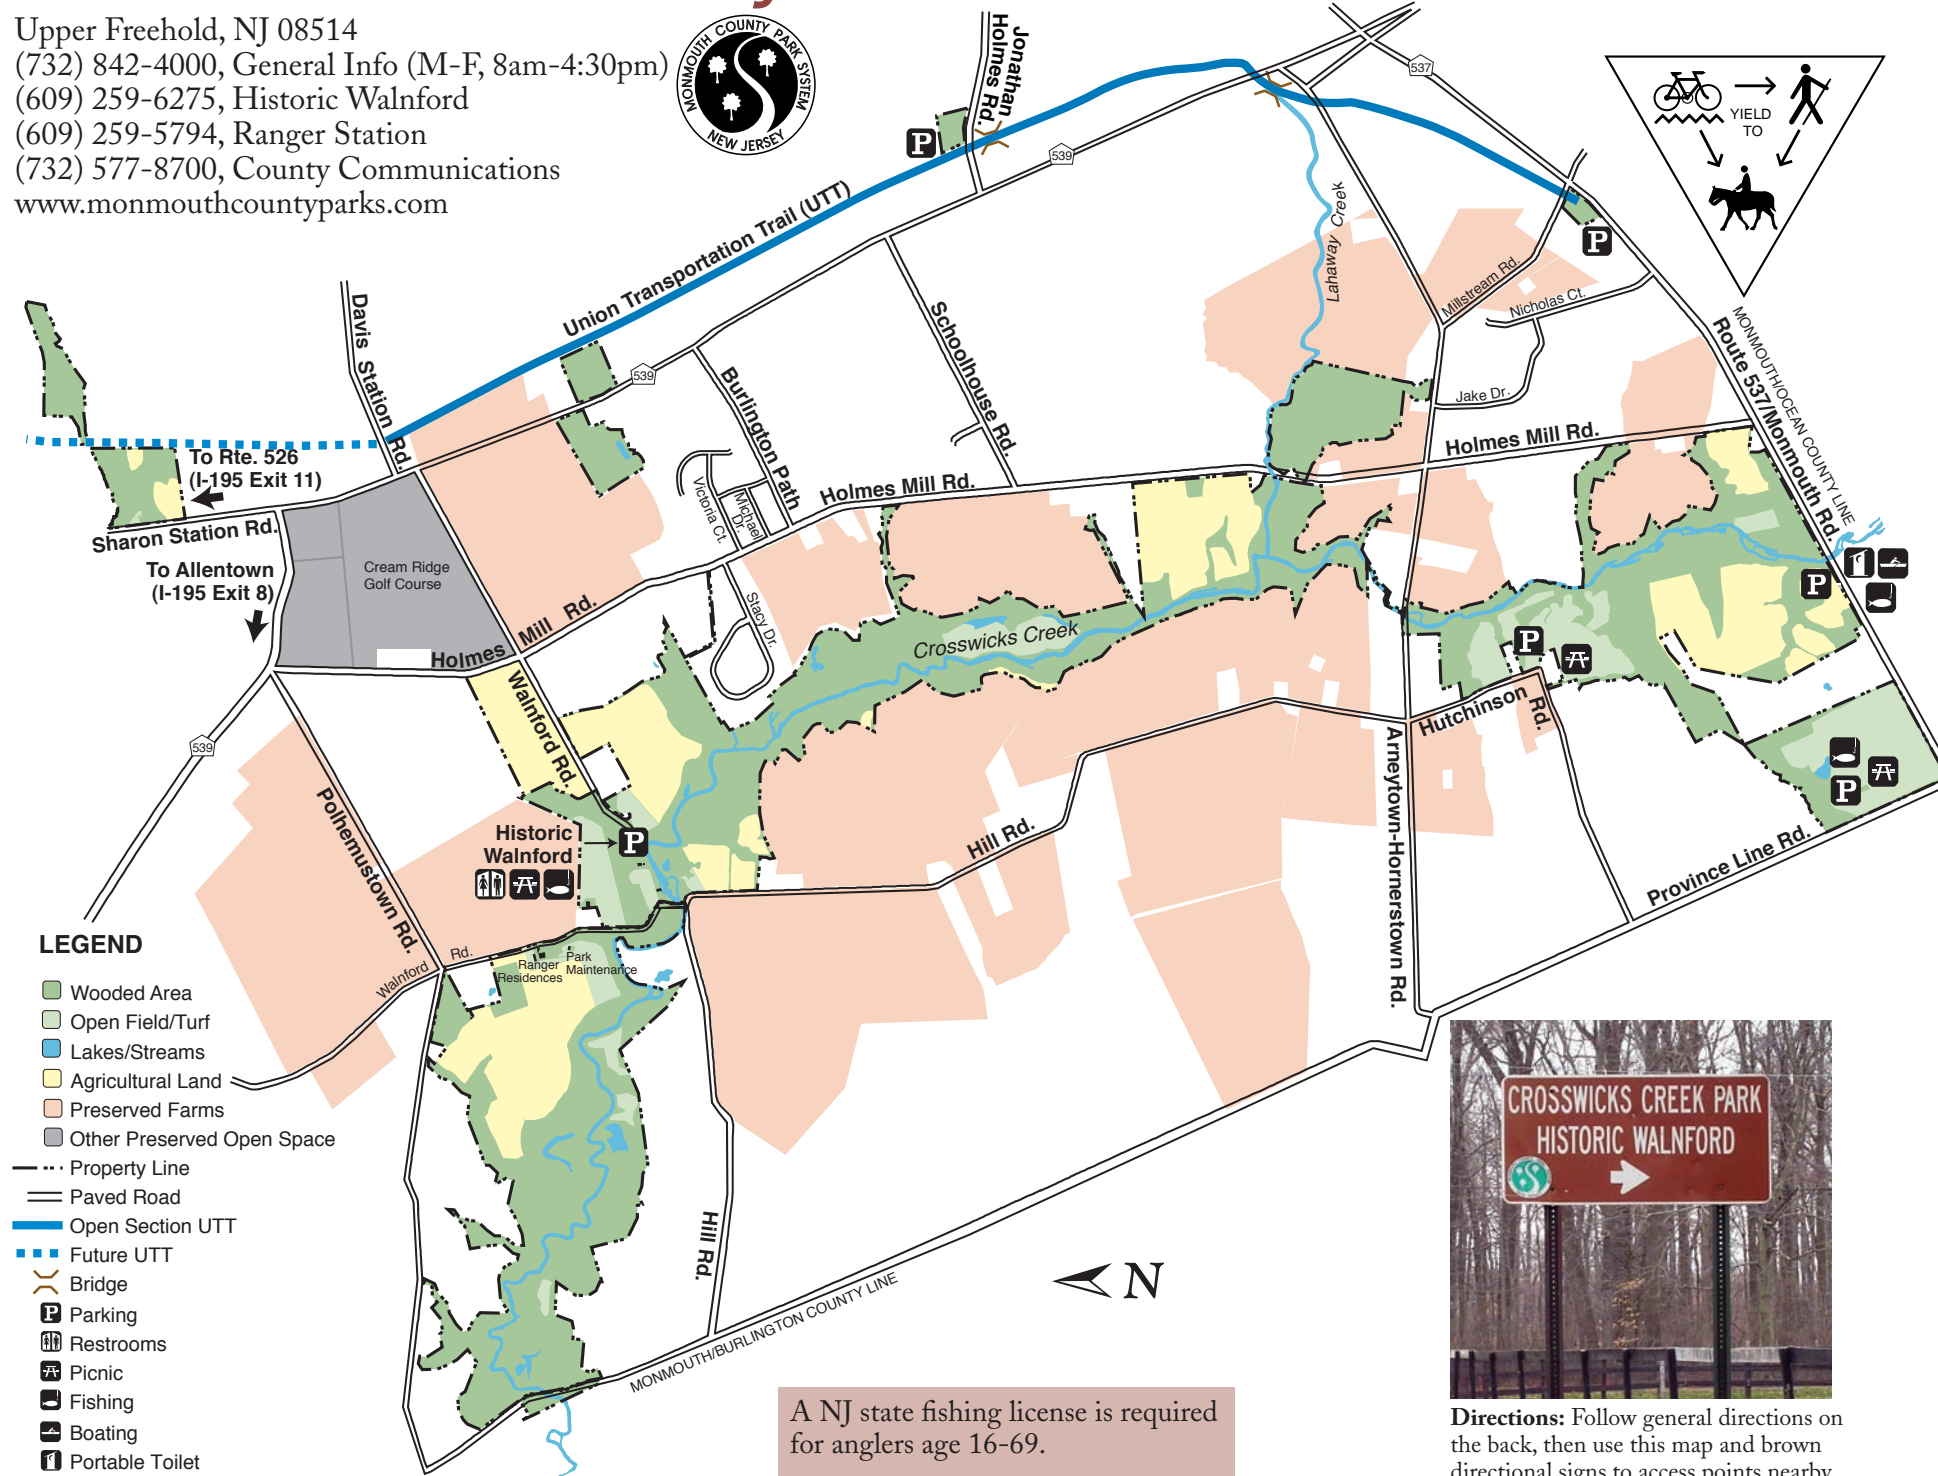 Upper Freehold, NJ 08514
(732) 842-4000, General Info (M-F, 8am-4:30pm)
(609) 259-6275, Historic Walnford
(609) 259-5794, Ranger Station
(732) 577-8700, County Communications
www.monmouthcountyparks.com
MONMOUTH COUNTY PARK SYSTEM
NEW JERSEY
Jonathan
Holmes Rd.
P
537
YIELD
TO
539
Union Transportation Trail (UTT)
Lahaway Creek
P
Millstream Rd.
Nicholas Ct.
MONMOUTH/OCEAN COUNTY LINE
Route 537/Monmouth Rd.
Davis Station Rd.
539
Schoolhouse Rd.
Burlington Path
Jake Dr.
Holmes Mill Rd.
To Rte. 526
(I-195 Exit 11)
Sharon Station Rd.
Victoria Ct.
Michael
Dr.
Holmes Mill Rd.
To Allentown
(I-195 Exit 8)
Cream Ridge
Golf Course
Stacy Dr.
Holmes Mill Rd.
Crosswicks Creek
P
P
Walnford Rd.
Hutchinson Rd.
539
Polhemustown Rd.
Arneytown-Hornerstown Rd.
P
Historic
Walnford
P
Hill Rd.
Province Line Rd.
Walnford Rd.
Ranger
Residences
Park
Maintenance
LEGEND
Wooded Area
Open Field/Turf
Lakes/Streams
Agricultural Land
Preserved Farms
Other Preserved Open Space
Property Line
Paved Road
Open Section UTT
Future UTT
Bridge
P Parking
Restrooms
Picnic
Fishing
Boating
Portable Toilet
Hill Rd.
MONMOUTH/BURLINGTON COUNTY LINE
N
CROSSWICKS CREEK PARK
HISTORIC WALNFORD
A NJ state fishing license is required
for anglers age 16-69.
Directions: Follow general directions on
the back, then use this map and brown
directional signs to access points nearby